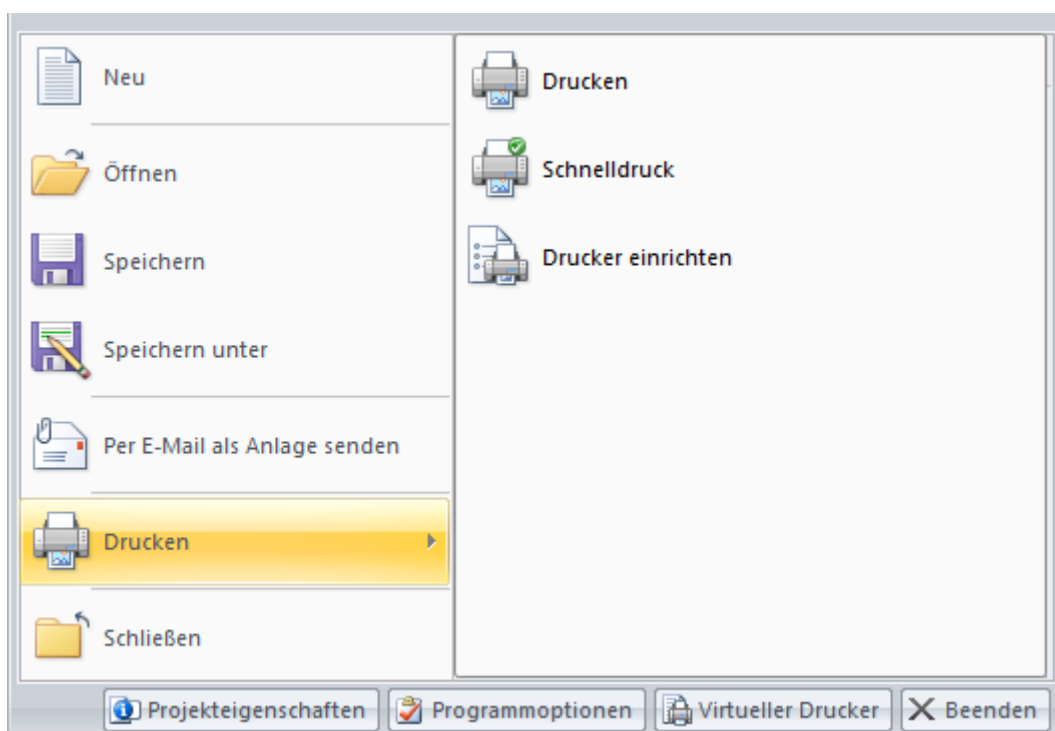 Neu
Öffnen
Speichern
Speichern unter
Per E-Mail als Anlage senden
Drucken
Schließen
Drucken
Schnelldruck
Drucker einrichten
Projekteigenschaften
Programmoptionen
Virtueller Drucker
Beenden